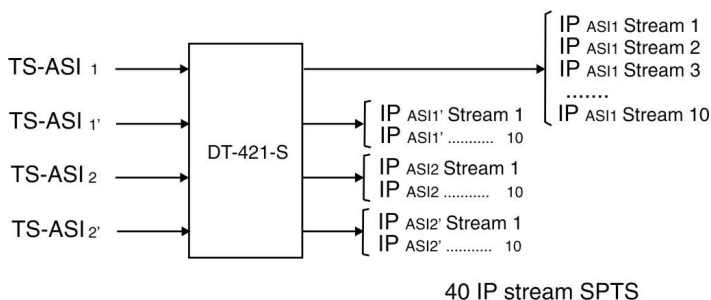 TS-ASI 1
TS-ASI 1'
TS-ASI 2
TS-ASI 2'
DT-421-S
IP ASI1 Stream 1
IP ASI1 Stream 2
IP ASI1 Stream 3
.......
IP ASI1 Stream 10
IP ASI1' Stream 1
IP ASI1' ........... 10
IP ASI2 Stream 1
IP ASI2 ........... 10
IP ASI2' Stream 1
IP ASI2' ........... 10
40 IP stream SPTS